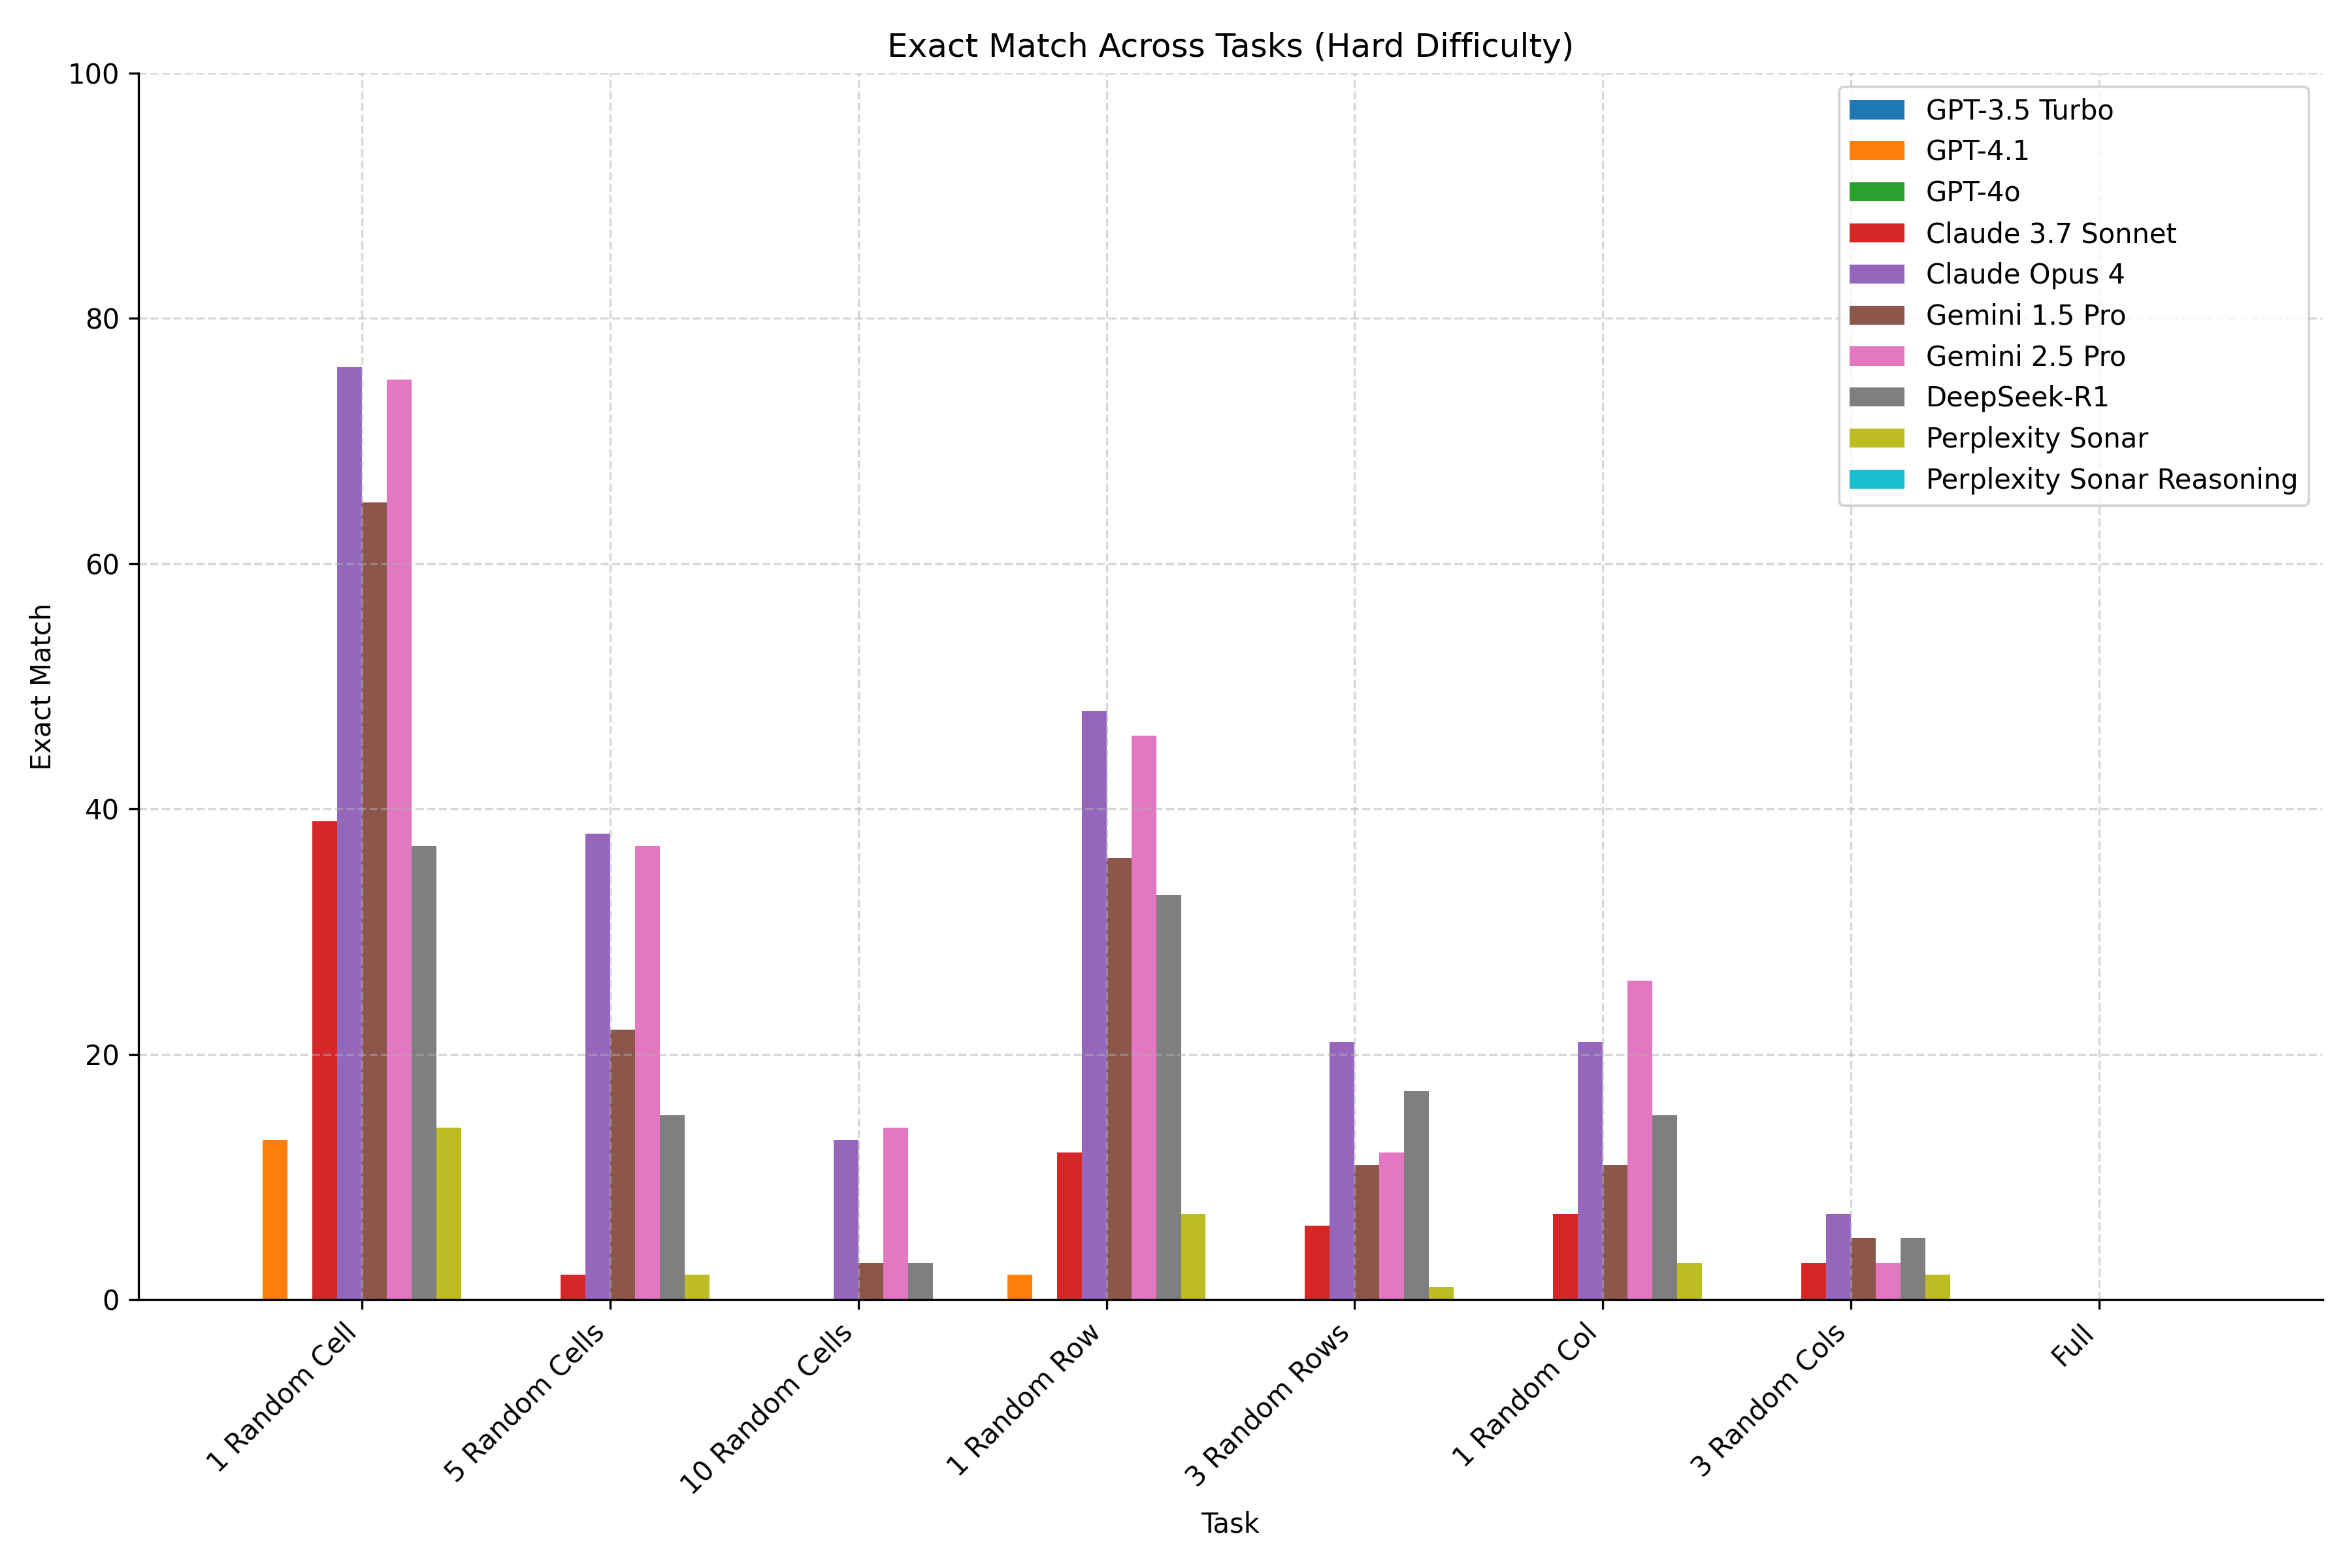 Exact Match Across Tasks (Hard Difficulty)
100
80
60
40
20
0
Exact Match
GPT-3.5 Turbo
GPT-4.1
GPT-4o
Claude 3.7 Sonnet
Claude Opus 4
Gemini 1.5 Pro
Gemini 2.5 Pro
DeepSeek-R1
Perplexity Sonar
Perplexity Sonar Reasoning
1 Random Cell
5 Random Cells
10 Random Cells
1 Random Row
3 Random Rows
1 Random Col
3 Random Cols
Full
Task